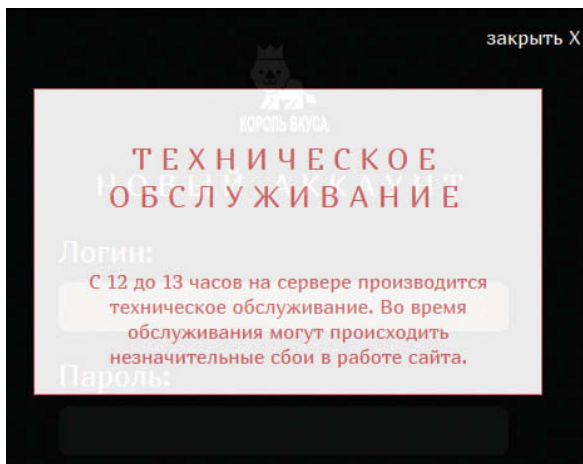 закрыть X
КОРОЛЬ ВКУСА
ТЕХНИЧЕСКОЕ
НОВЫЙ АККАУНТ
ОБСЛУЖИВАНИЕ
Логин:
С 12 до 13 часов на сервере производится
техническое обслуживание. Во время
обслуживания могут происходить
незначительные сбои в работе сайта.
Пароль: